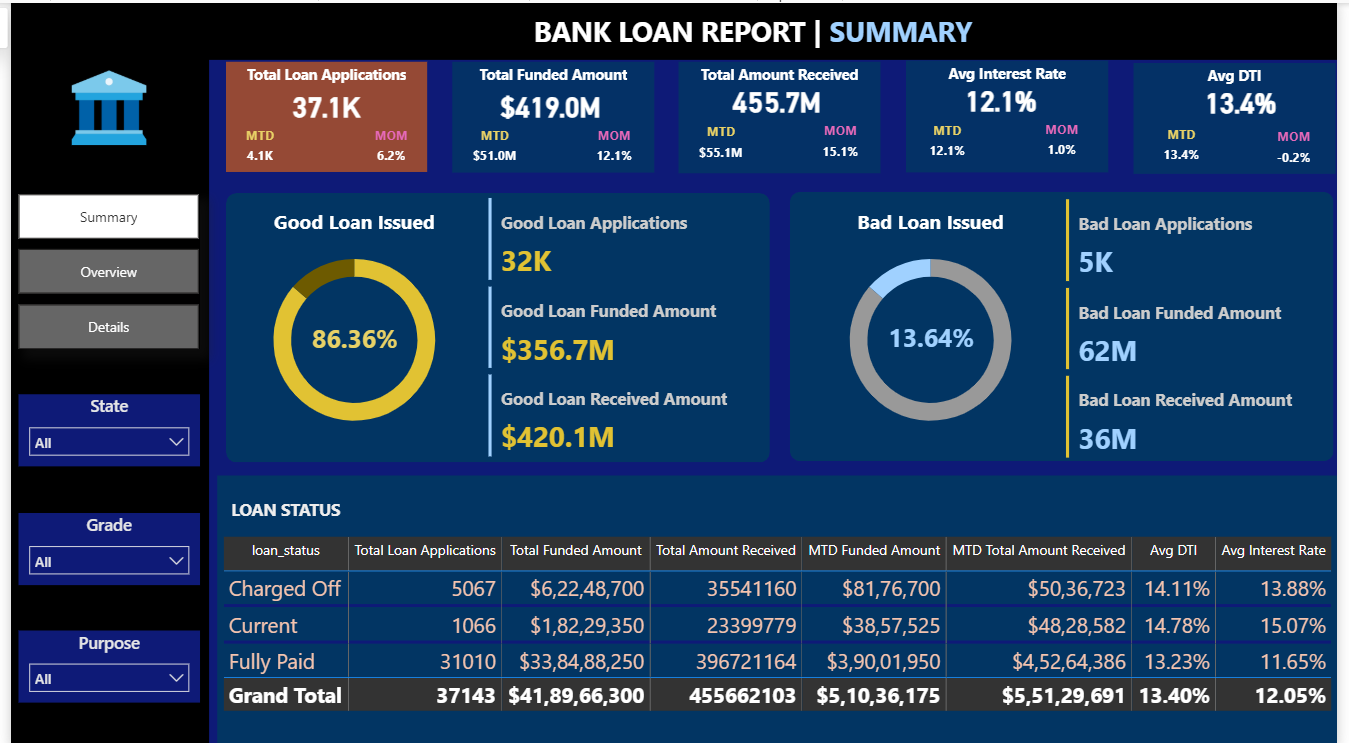 BANK LOAN REPORT | SUMMARY
Total Loan Applications
37.1K
MTD MOM
4.1K 6.2%
Total Funded Amount
$419.0M
MTD MOM
$51.0M 12.1%
Total Amount Received
455.7M
MTD MOM
$55.1M 15.1%
Avg Interest Rate
12.1%
MTD MOM
12.1% 1.0%
Avg DTI
13.4%
MTD MOM
13.4% -0.2%
Summary
Overview
Details
State
All
Grade
All
Purpose
All
Good Loan Issued
86.36%
Good Loan Applications
32K
Good Loan Funded Amount
$356.7M
Good Loan Received Amount
$420.1M
Bad Loan Issued
13.64%
Bad Loan Applications
5K
Bad Loan Funded Amount
62M
Bad Loan Received Amount
36M
LOAN STATUS
loan_status Total Loan Applications Total Funded Amount Total Amount Received MTD Funded Amount MTD Total Amount Received Avg DTI Avg Interest Rate
Charged Off 5067 $6,22,48,700 35541160 $81,76,700 $50,36,723 14.11% 13.88%
Current 1066 $1,82,29,350 23399779 $38,57,525 $48,28,582 14.78% 15.07%
Fully Paid 31010 $33,84,88,250 396721164 $3,90,01,950 $4,52,64,386 13.23% 11.65%
Grand Total 37143 $41,89,66,300 455662103 $5,10,36,175 $5,51,29,691 13.40% 12.05%